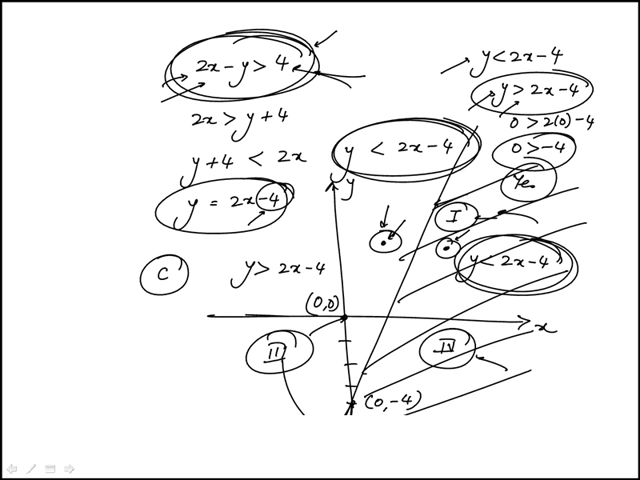 2x-y>4
2x>y+4
y+4 < 2x
y = 2x-4
C
y>2x-4
y < 2x-4
y
y<2x-4
y>2x-4
0>2(0)-4
0>-4
Yes
I
y<2x-4
(0,0)
x
III
IV
(0,-4)